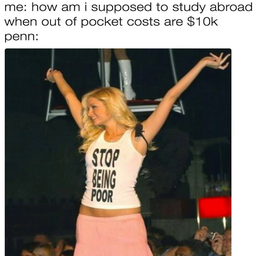 me: how am i supposed to study abroad
when out of pocket costs are $10k
penn:
STOP
BEING
POOR